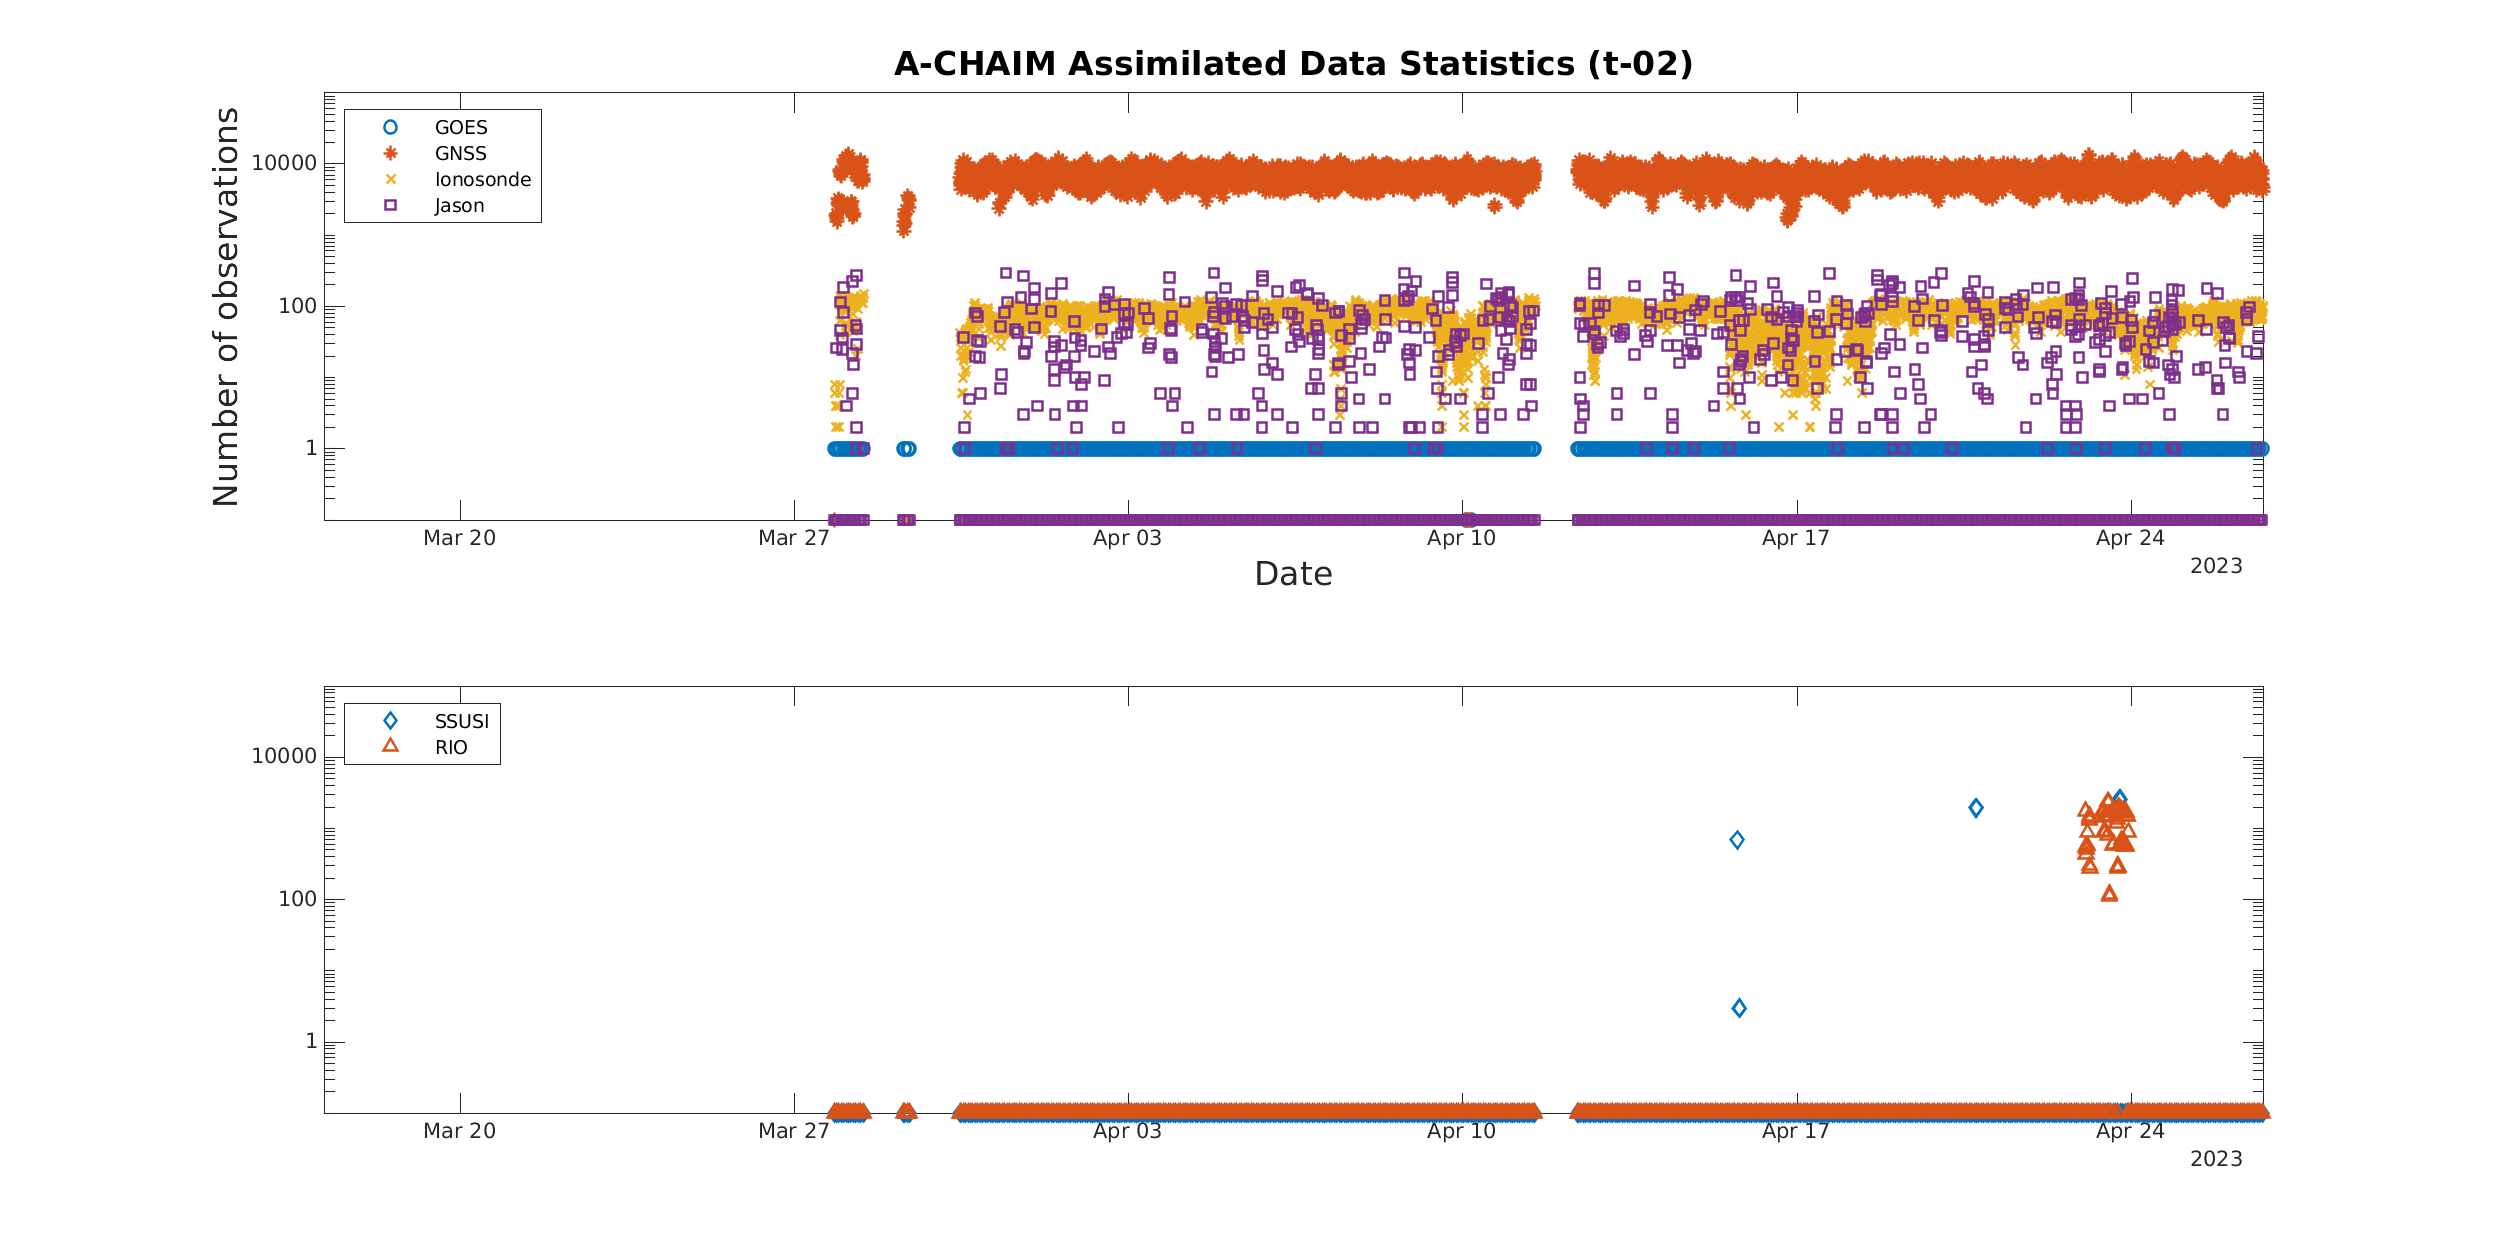 A-CHAIM Assimilated Data Statistics (t-02)
Number of observations
10000
100
1
GOES
GNSS
Ionosonde
Jason
Mar 20
Mar 27
Apr 03
Apr 10
Apr 17
Apr 24
2023
Date
10000
100
1
SSUSI
RIO
Mar 20
Mar 27
Apr 03
Apr 10
Apr 17
Apr 24
2023